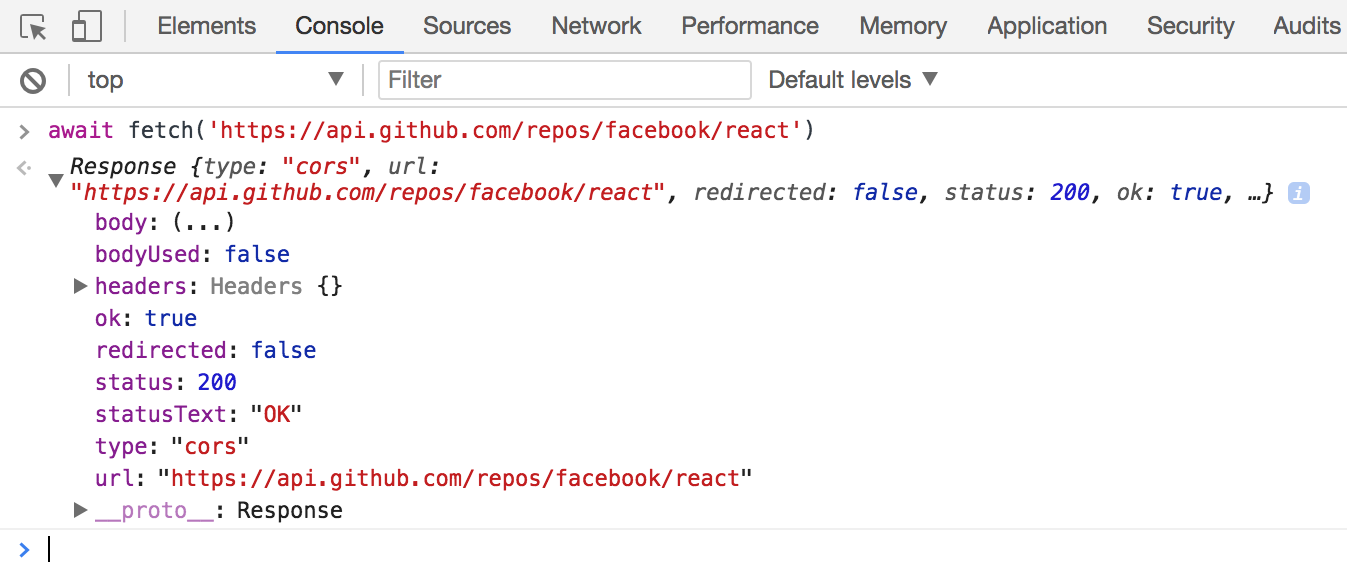 Elements Console Sources Network Performance Memory Application Security Audits
top Filter Default levels
> await fetch('https://api.github.com/repos/facebook/react')
Response {type: "cors", url:
"https://api.github.com/repos/facebook/react", redirected: false, status: 200, ok: true, …} i
body: (...)
bodyUsed: false
headers: Headers {}
ok: true
redirected: false
status: 200
statusText: "OK"
type: "cors"
url: "https://api.github.com/repos/facebook/react"
__proto__: Response
>